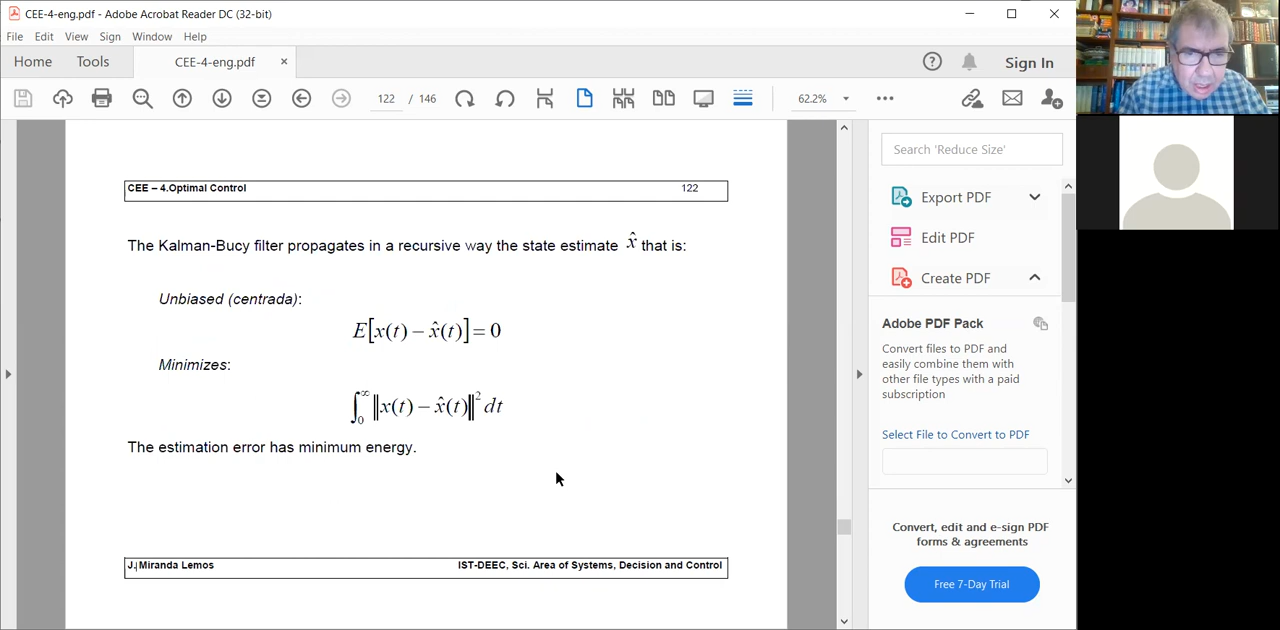 CEE-4-eng.pdf - Adobe Acrobat Reader DC (32-bit)
File Edit View Sign Window Help
Home Tools CEE-4-eng.pdf × Sign In
122 / 146 62.2%
CEE – 4.Optimal Control 122
The Kalman-Bucy filter propagates in a recursive way the state estimate x̂ that is:
Unbiased (centrada):
E[x(t) − x̂(t)] = 0
Minimizes:
∫₀^∞ ‖x(t) − x̂(t)‖² dt
The estimation error has minimum energy.
J. Miranda Lemos IST-DEEC, Sci. Area of Systems, Decision and Control
Search 'Reduce Size'
Export PDF
Edit PDF
Create PDF
Adobe PDF Pack
Convert files to PDF and
easily combine them with
other file types with a paid
subscription
Select File to Convert to PDF
Convert, edit and e-sign PDF
forms & agreements
Free 7-Day Trial